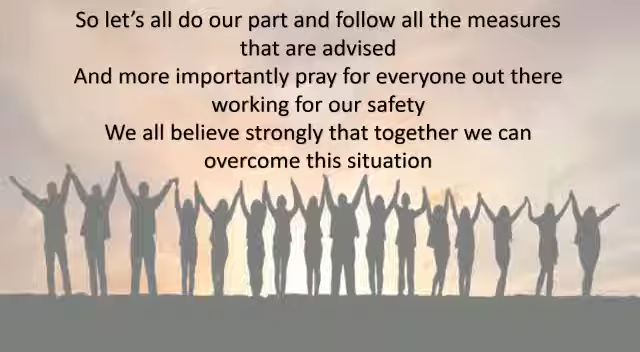 So let’s all do our part and follow all the measures
that are advised
And more importantly pray for everyone out there
working for our safety
We all believe strongly that together we can
overcome this situation